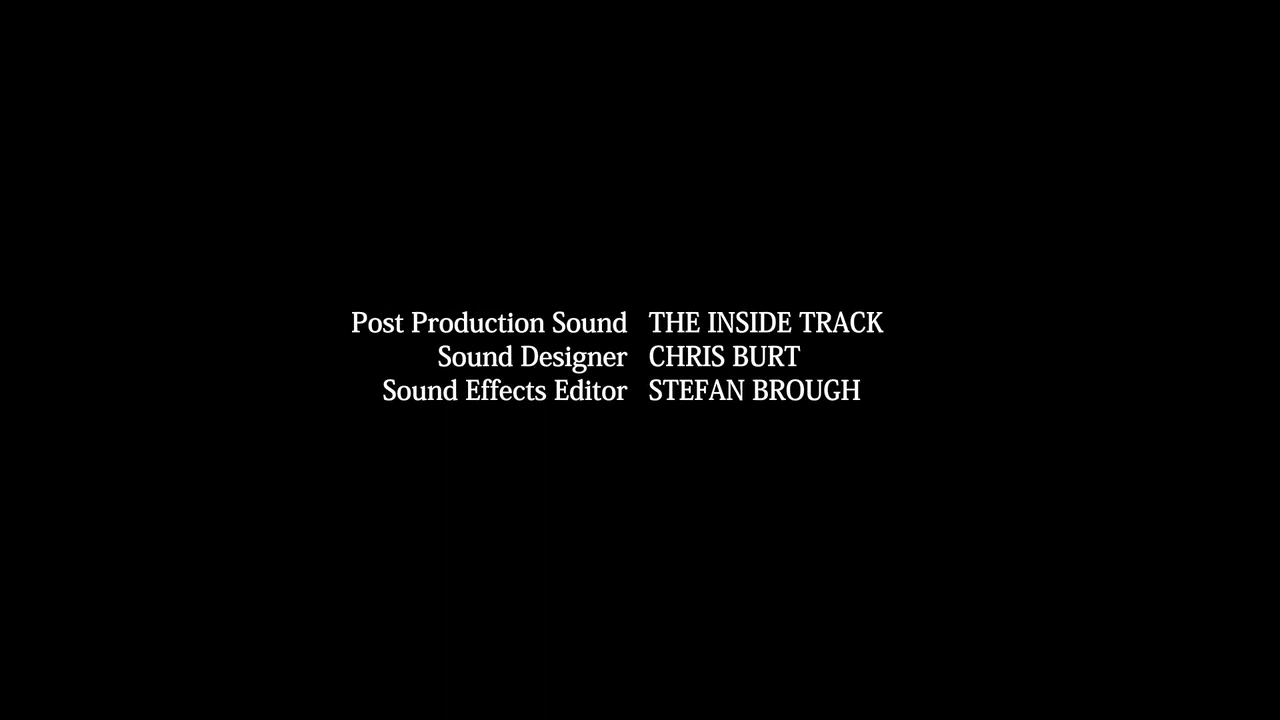 Post Production Sound THE INSIDE TRACK
Sound Designer CHRIS BURT
Sound Effects Editor STEFAN BROUGH